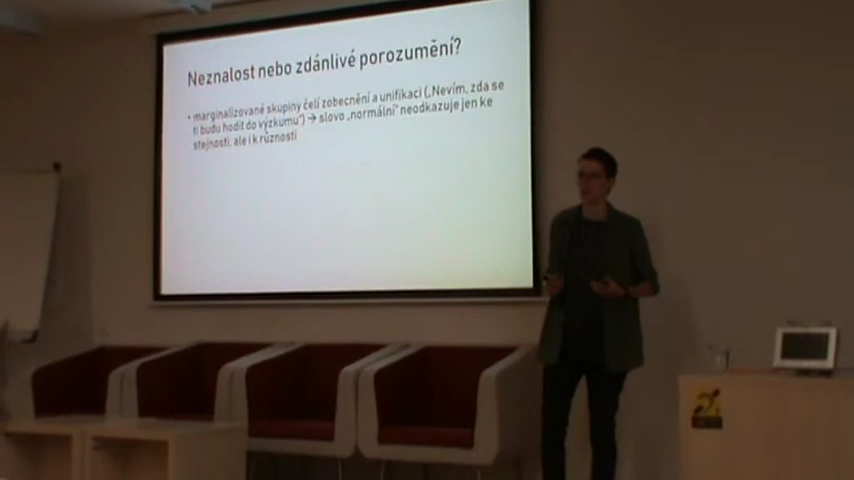 Neznalost nebo zdánlivé porozumění?
• marginalizované skupiny čelí zobecnění a unifikaci („Nevím, zda se
ti budu hodit do výzkumu“) → slovo „normální“ neodkazuje jen ke
stejnosti, ale i k různosti